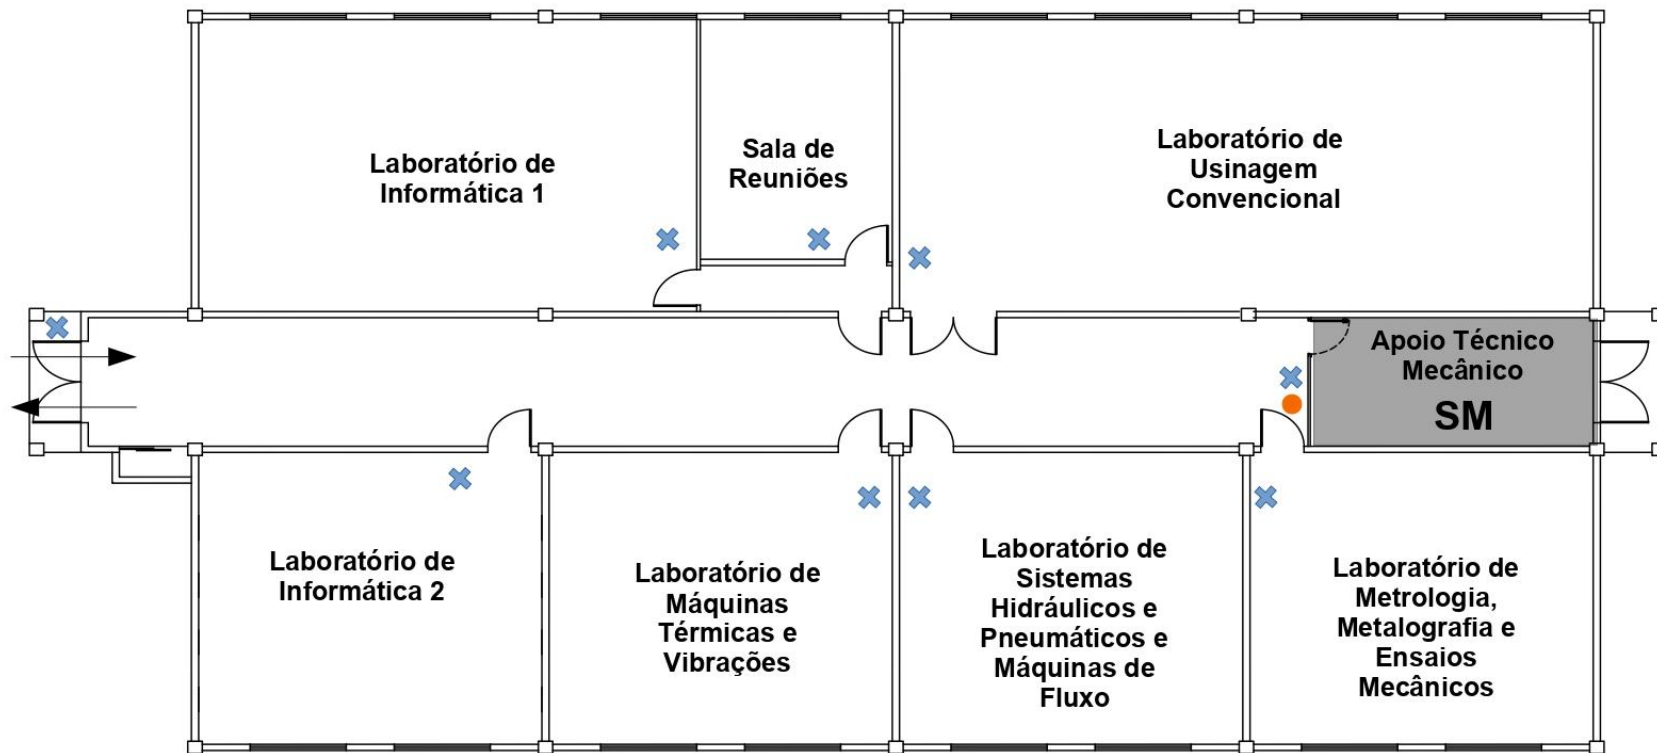 Laboratório de
Informática 1
Sala de
Reuniões
Laboratório de
Usinagem
Convencional
Apoio Técnico
Mecânico
SM
Laboratório de
Informática 2
Laboratório de
Máquinas
Térmicas e
Vibrações
Laboratório de
Sistemas
Hidráulicos e
Pneumáticos e
Máquinas de
Fluxo
Laboratório de
Metrologia,
Metalografia e
Ensaios
Mecânicos